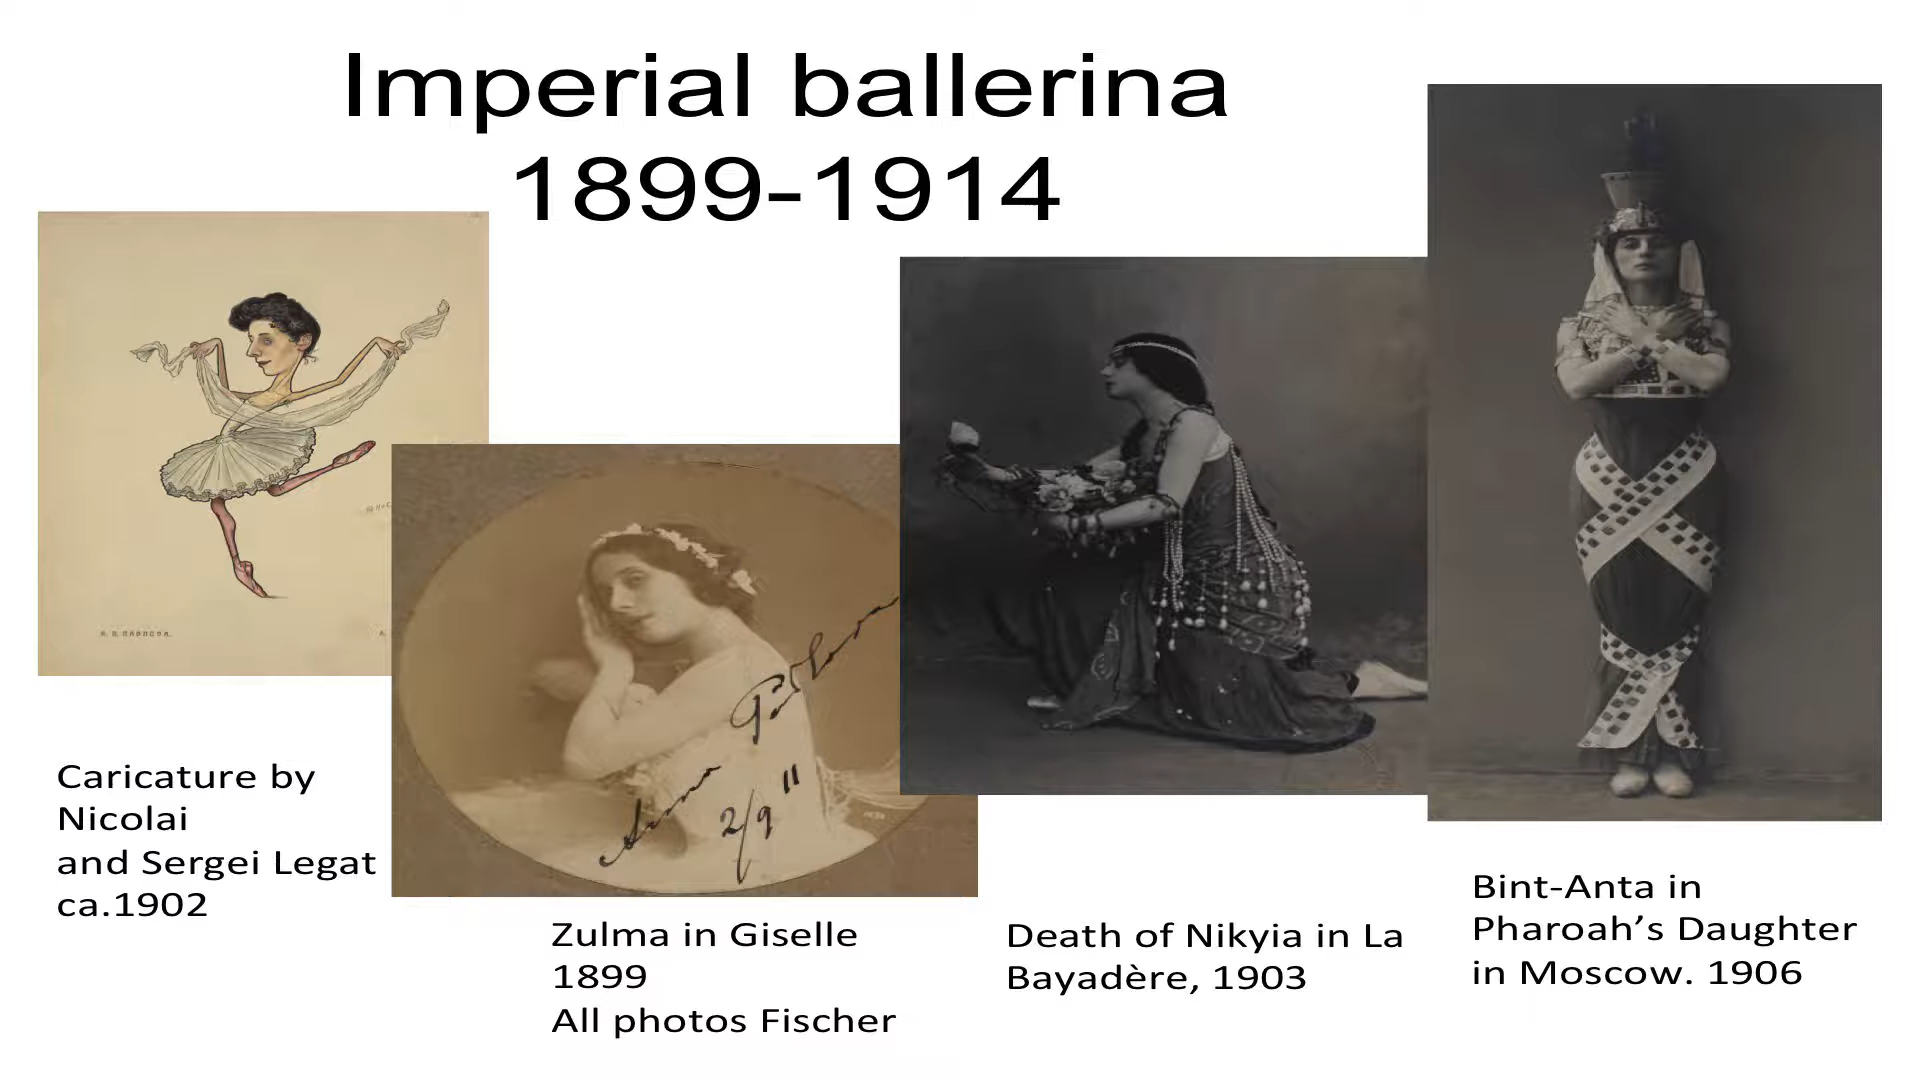 Imperial ballerina
1899-1914
Caricature by
Nicolai
and Sergei Legat
ca.1902
Anna Pavlova
2/9 11
Zulma in Giselle
1899
All photos Fischer
Death of Nikyia in La
Bayadère, 1903
Bint-Anta in
Pharoah’s Daughter
in Moscow. 1906